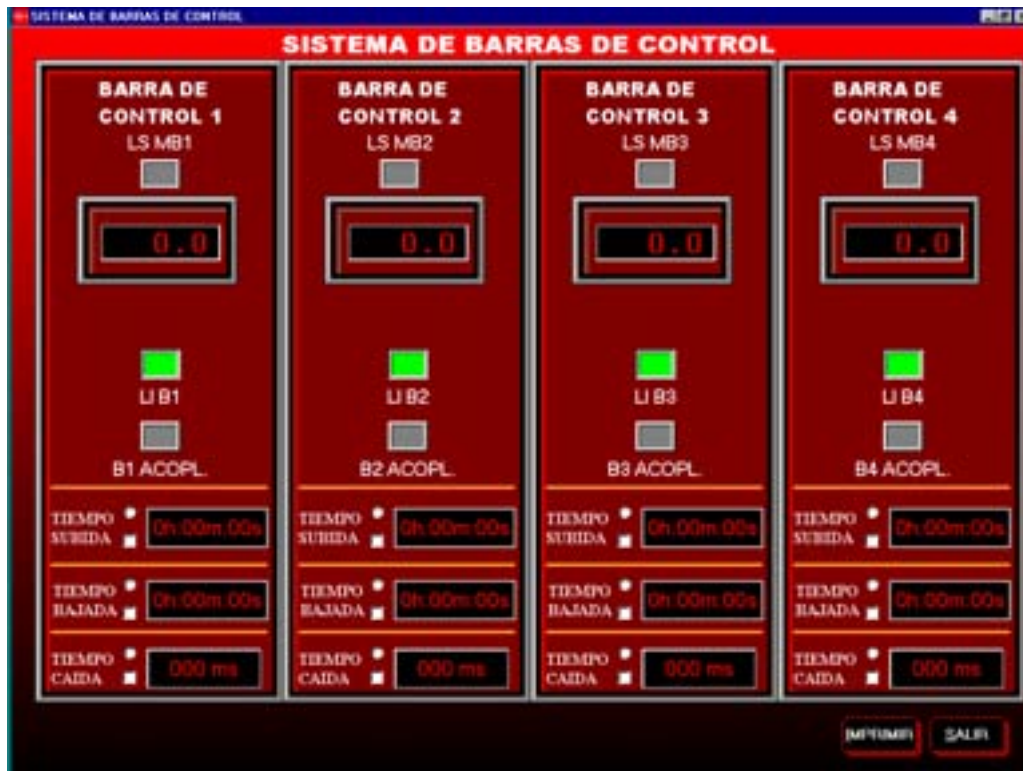 SISTEMA DE BARRAS DE CONTROL
SISTEMA DE BARRAS DE CONTROL
BARRA DE
CONTROL 1
LS MB1
0.0
LI B1
B1 ACOPL.
TIEMPO
SUBIDA
0h:00m:00s
TIEMPO
BAJADA
0h:00m:00s
TIEMPO
CAIDA
000 ms
BARRA DE
CONTROL 2
LS MB2
0.0
LI B2
B2 ACOPL.
TIEMPO
SUBIDA
0h:00m:00s
TIEMPO
BAJADA
0h:00m:00s
TIEMPO
CAIDA
000 ms
BARRA DE
CONTROL 3
LS MB3
0.0
LI B3
B3 ACOPL.
TIEMPO
SUBIDA
0h:00m:00s
TIEMPO
BAJADA
0h:00m:00s
TIEMPO
CAIDA
000 ms
BARRA DE
CONTROL 4
LS MB4
0.0
LI B4
B4 ACOPL.
TIEMPO
SUBIDA
0h:00m:00s
TIEMPO
BAJADA
0h:00m:00s
TIEMPO
CAIDA
000 ms
IMPRIMIR
SALIR